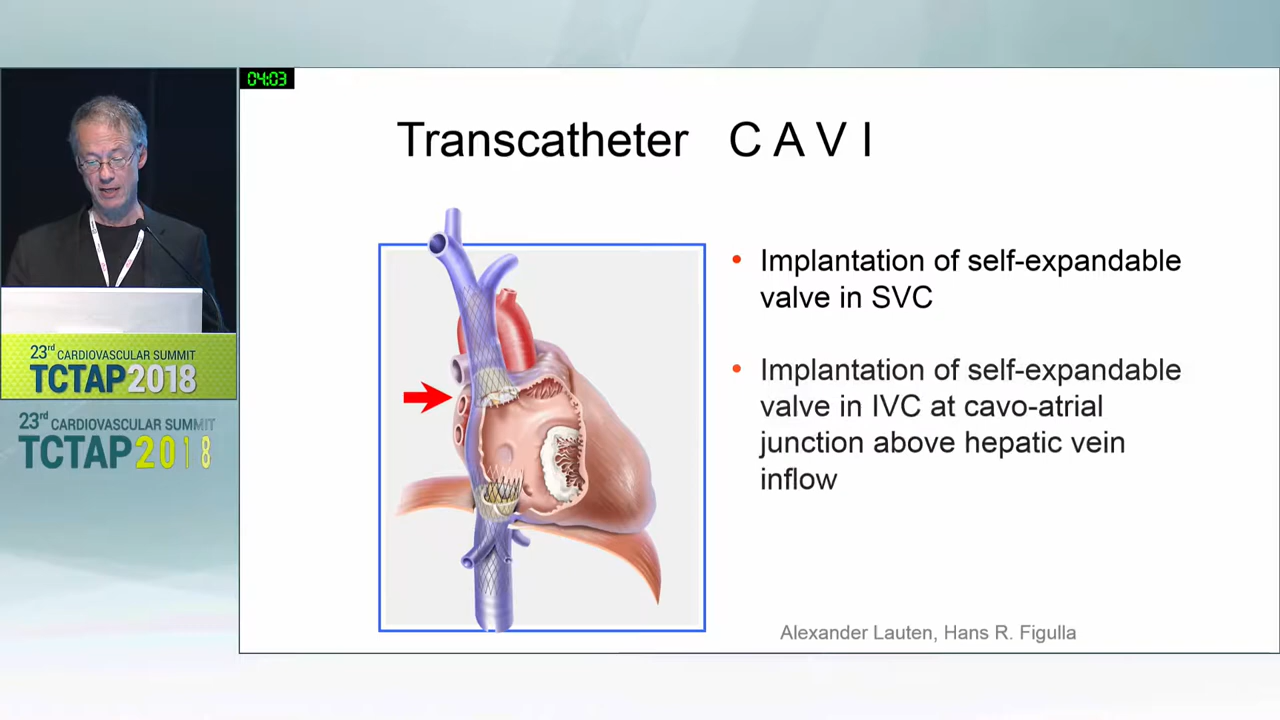 04:03
Transcatheter C A V I
• Implantation of self-expandable
valve in SVC
• Implantation of self-expandable
valve in IVC at cavo-atrial
junction above hepatic vein
inflow
Alexander Lauten, Hans R. Figulla
23rd CARDIOVASCULAR SUMMIT
TCTAP2018
23rd CARDIOVASCULAR SUMMIT
TCTAP2018